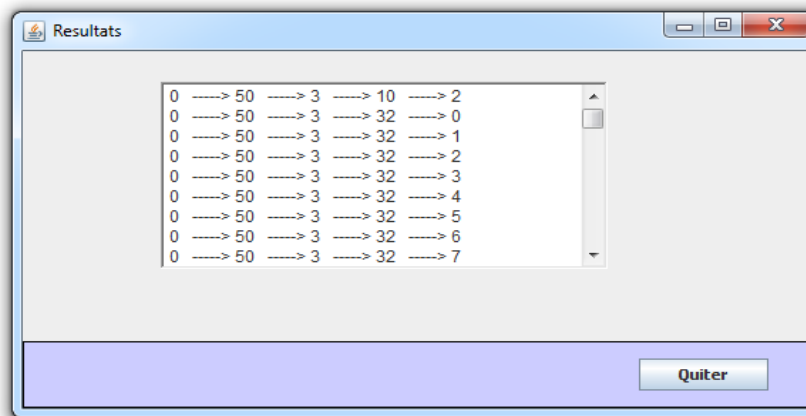 Resultats
0 -----> 50 -----> 3 -----> 10 -----> 2
0 -----> 50 -----> 3 -----> 32 -----> 0
0 -----> 50 -----> 3 -----> 32 -----> 1
0 -----> 50 -----> 3 -----> 32 -----> 2
0 -----> 50 -----> 3 -----> 32 -----> 3
0 -----> 50 -----> 3 -----> 32 -----> 4
0 -----> 50 -----> 3 -----> 32 -----> 5
0 -----> 50 -----> 3 -----> 32 -----> 6
0 -----> 50 -----> 3 -----> 32 -----> 7
Quiter